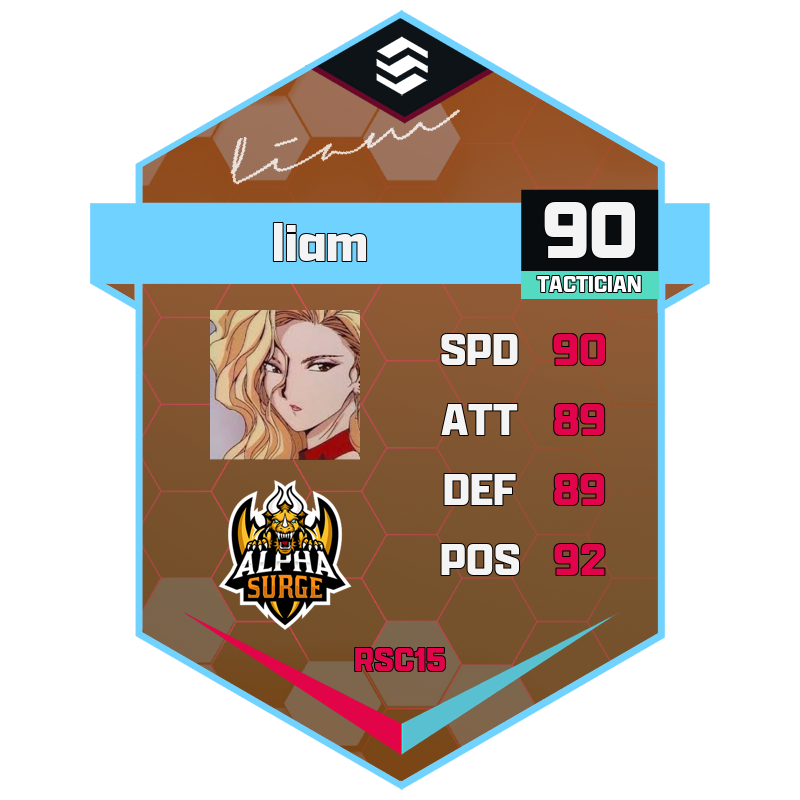 liam
liam
90
TACTICIAN
SPD 90
ATT 89
DEF 89
POS 92
ALPHA
SURGE
RSC15